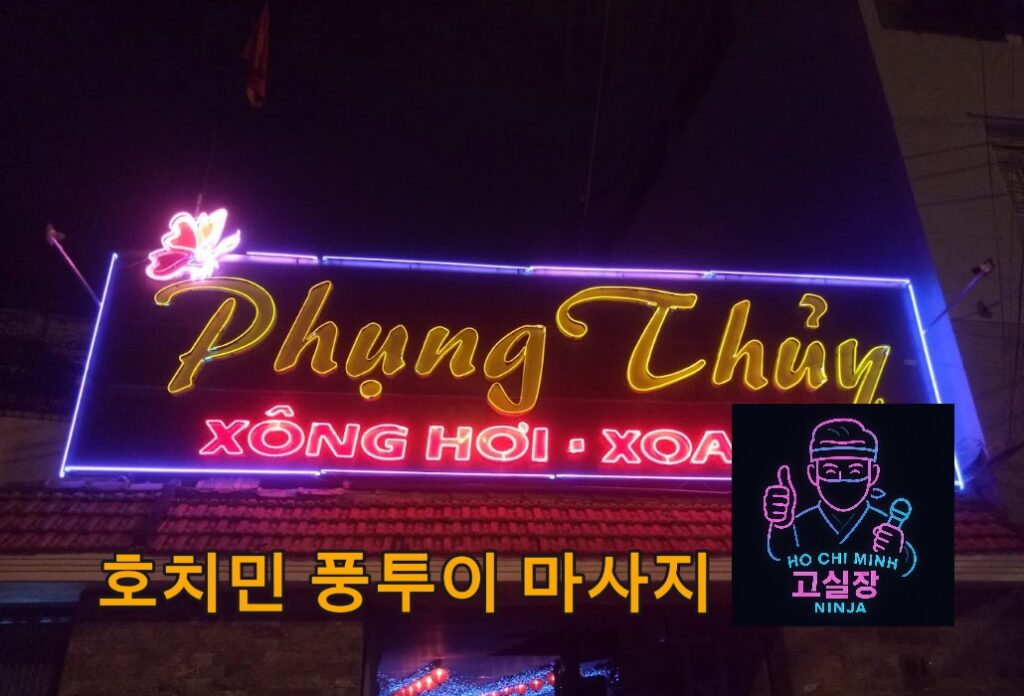 Phụng Thủy
XÔNG HƠI · XOA
호치민 풍투이 마사지
HO CHI MINH
고실장
NINJA